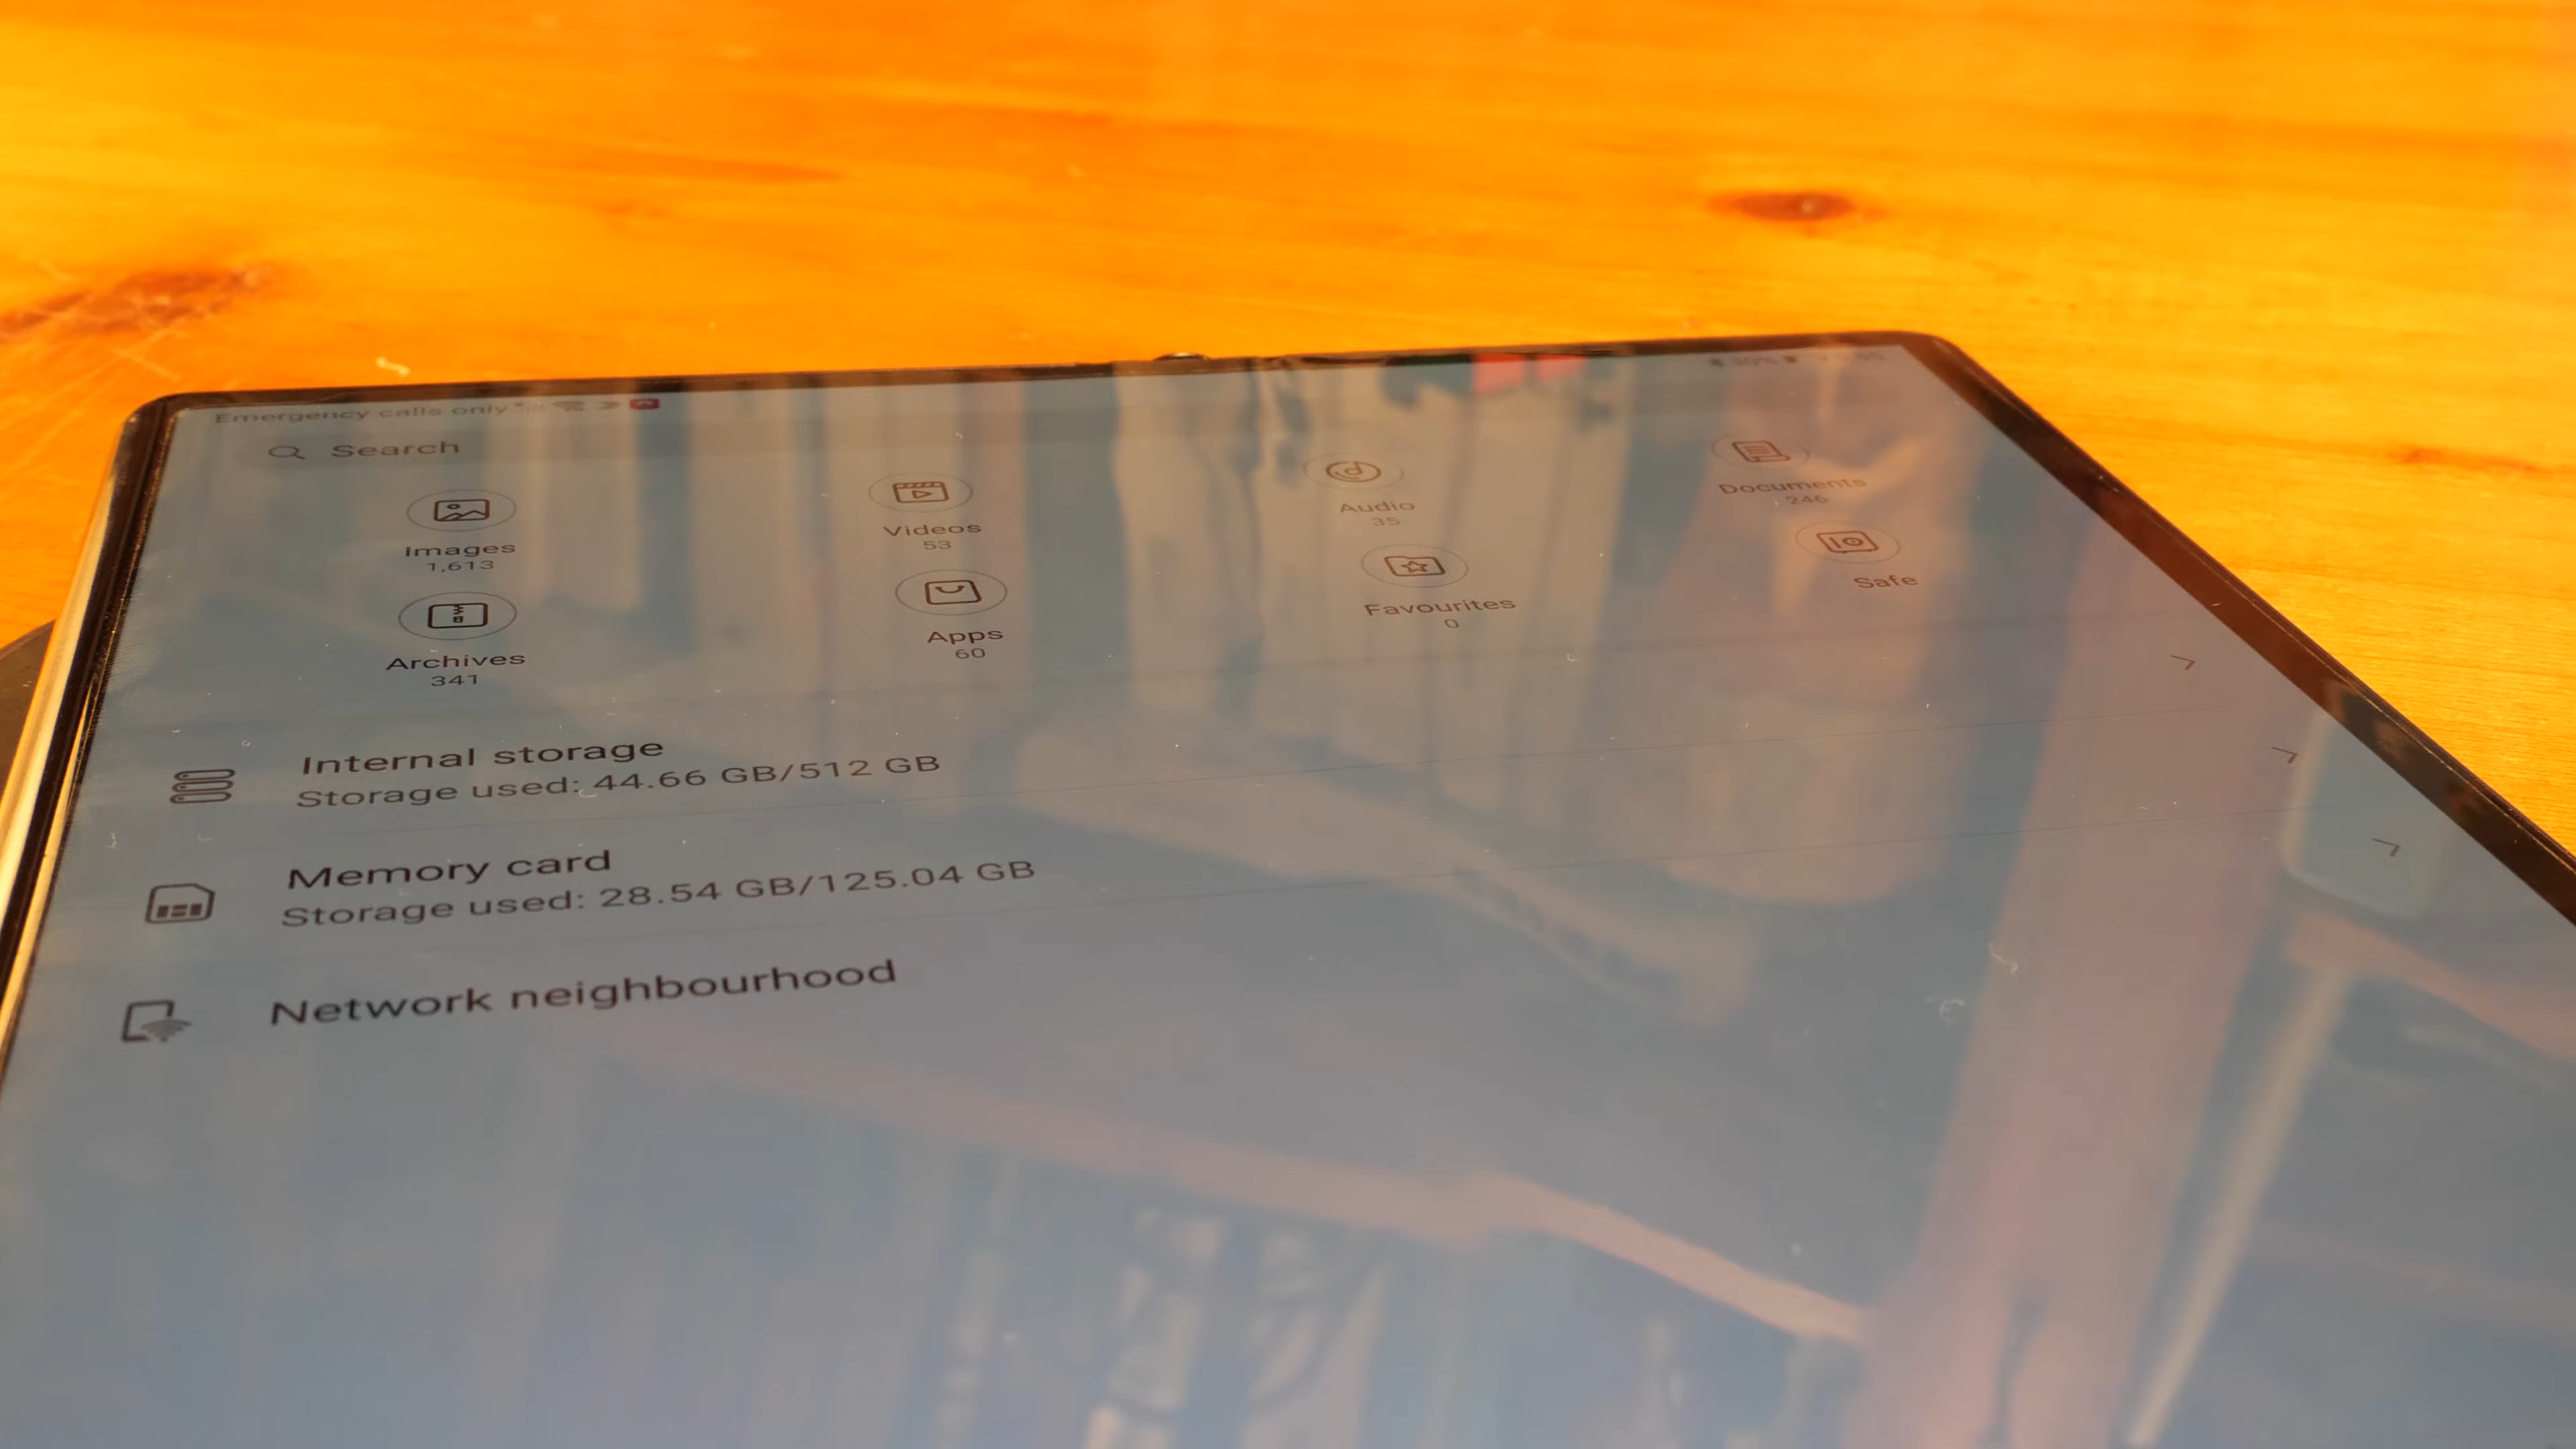 Emergency calls only
Search
Images
1,613
Videos
53
Audio
35
Documents
246
Archives
341
Apps
60
Favourites
0
Safe
Internal storage
Storage used: 44.66 GB/512 GB
Memory card
Storage used: 28.54 GB/125.04 GB
Network neighbourhood